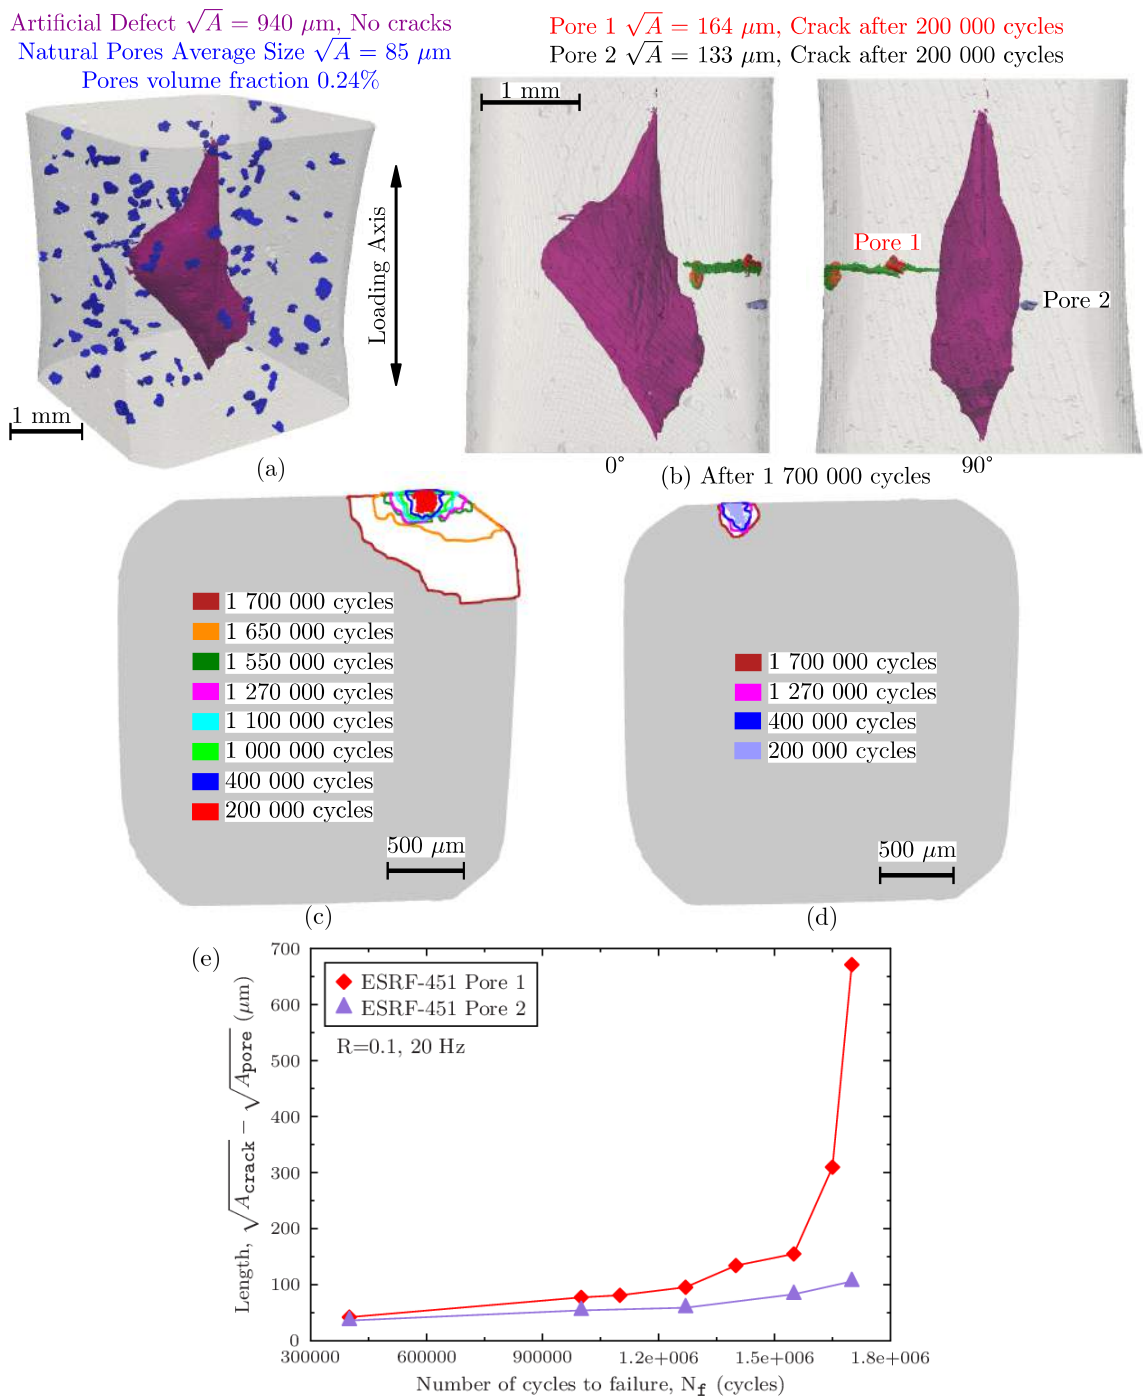 Artificial Defect √A = 940 μm, No cracks
Natural Pores Average Size √A = 85 μm
Pores volume fraction 0.24%
Pore 1 √A = 164 μm, Crack after 200 000 cycles
Pore 2 √A = 133 μm, Crack after 200 000 cycles
Loading Axis
1 mm
(a)
1 mm
Pore 1
Pore 2
0°
90°
(b) After 1 700 000 cycles
1 700 000 cycles
1 650 000 cycles
1 550 000 cycles
1 270 000 cycles
1 100 000 cycles
1 000 000 cycles
400 000 cycles
200 000 cycles
500 μm
(c)
1 700 000 cycles
1 270 000 cycles
400 000 cycles
200 000 cycles
500 μm
(d)
(e)
700
600
500
400
300
200
100
0
Length, √Acrack − √Apore (μm)
ESRF-451 Pore 1
ESRF-451 Pore 2
R=0.1, 20 Hz
300000 600000 900000 1.2e+006 1.5e+006 1.8e+006
Number of cycles to failure, Nf (cycles)